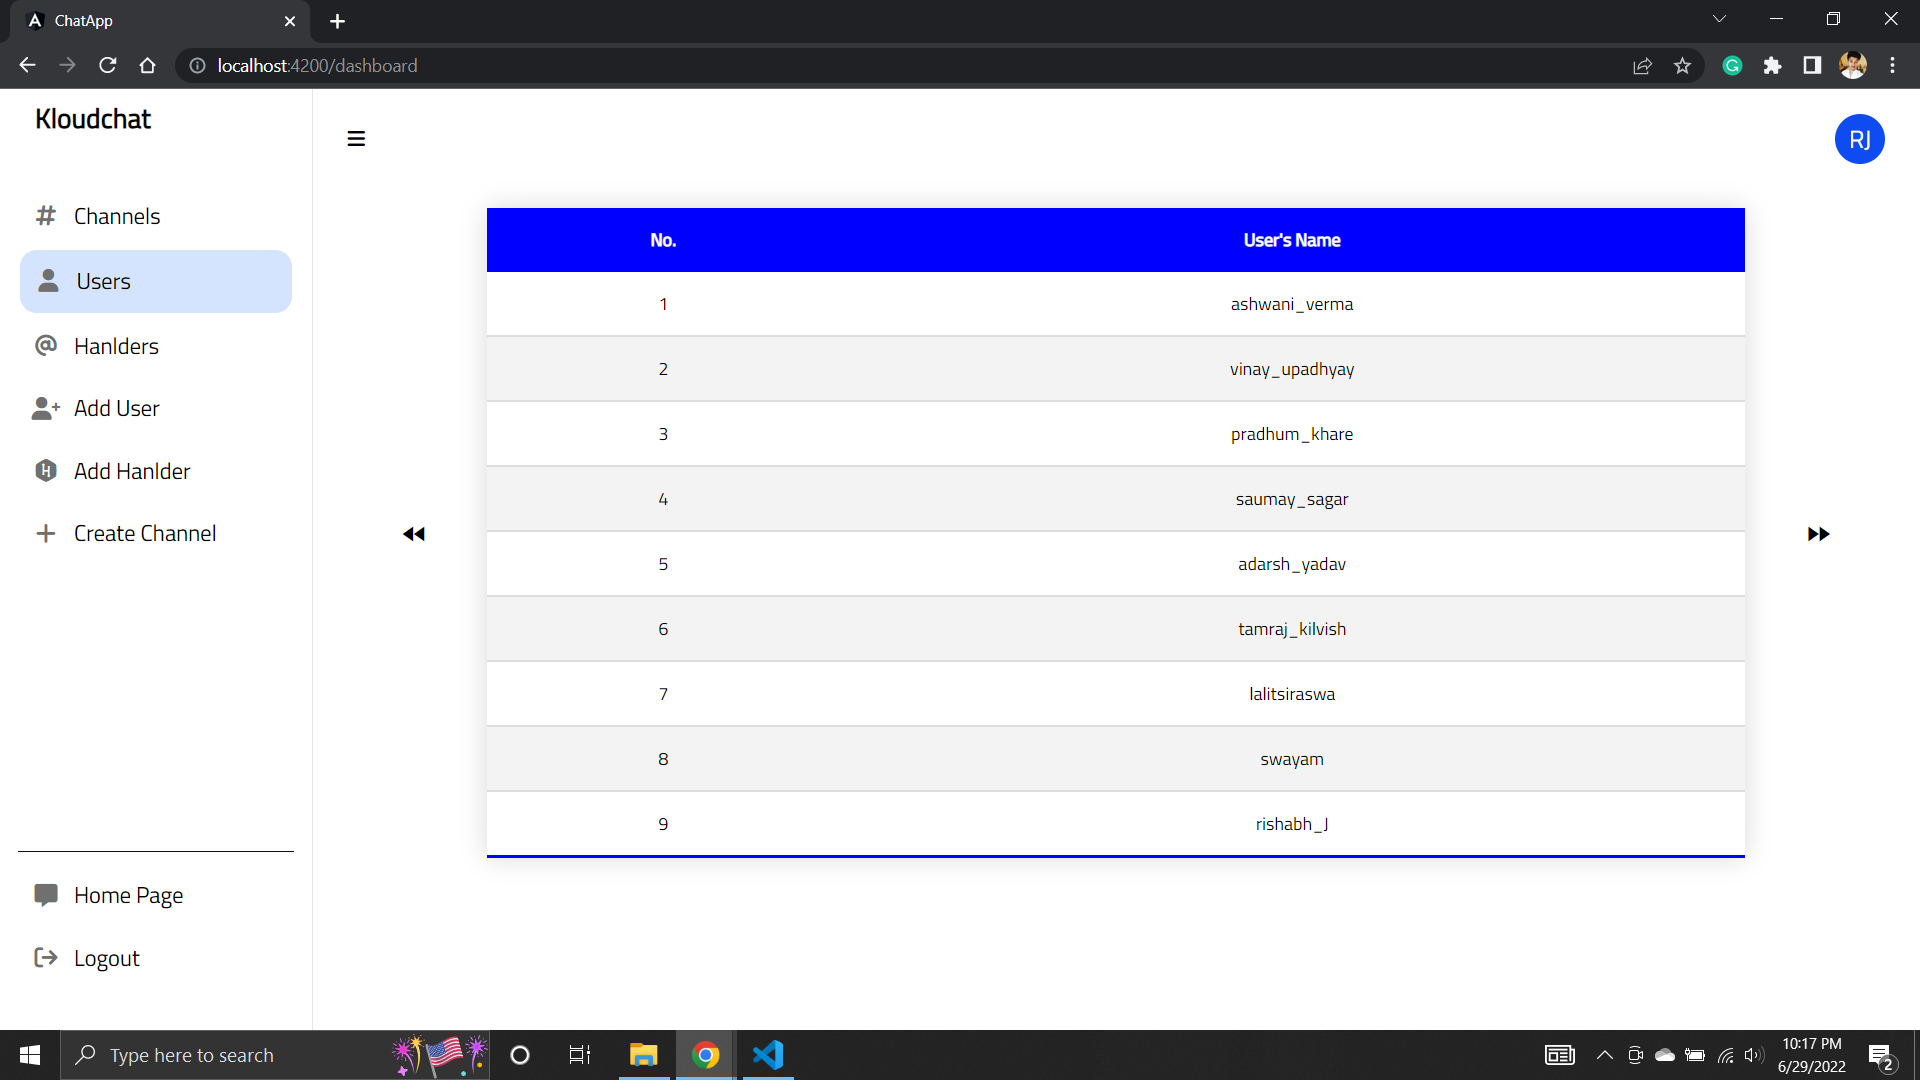 ChatApp
localhost:4200/dashboard
Kloudchat
RJ
Channels
Users
Hanlders
Add User
Add Hanlder
Create Channel
Home Page
Logout
No. User's Name
1 ashwani_verma
2 vinay_upadhyay
3 pradhum_khare
4 saumay_sagar
5 adarsh_yadav
6 tamraj_kilvish
7 lalitsiraswa
8 swayam
9 rishabh_J
Type here to search
10:17 PM
6/29/2022
2